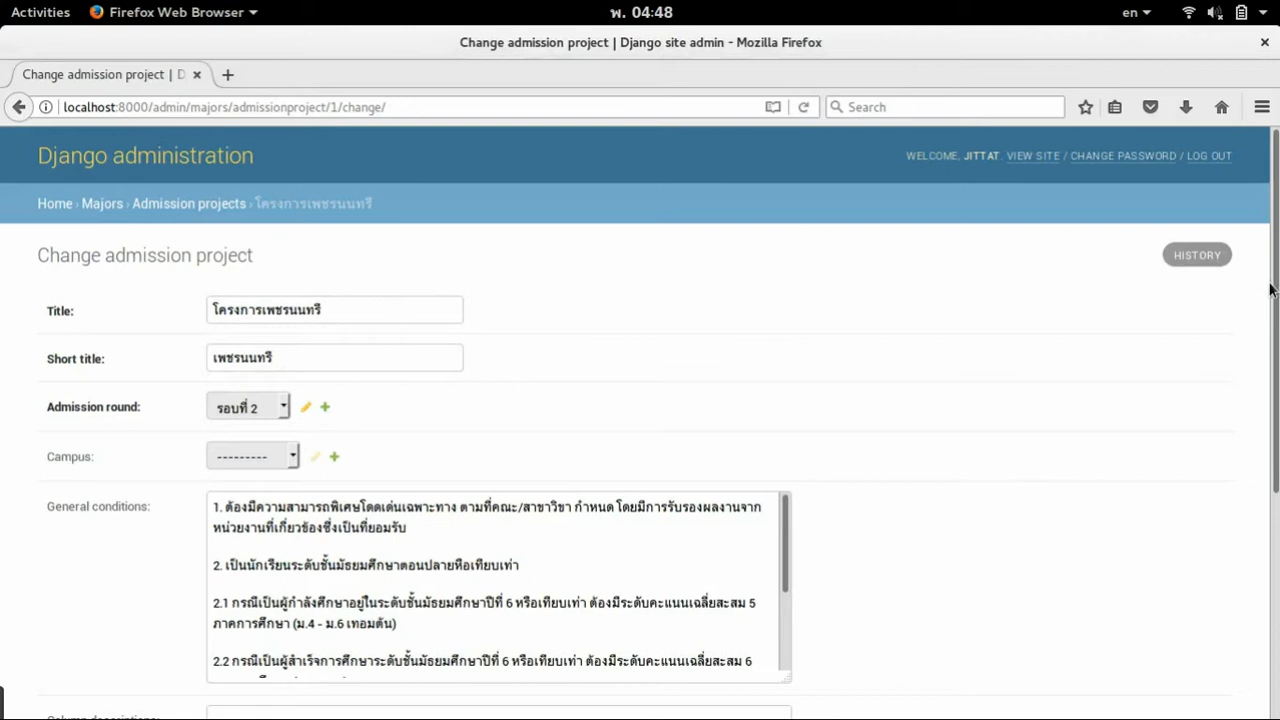 Activities Firefox Web Browser พ. 04:48 en
Change admission project | Django site admin - Mozilla Firefox
Change admission project | D
localhost:8000/admin/majors/admissionproject/1/change/ Search
Django administration WELCOME, JITTAT. VIEW SITE / CHANGE PASSWORD / LOG OUT
Home › Majors › Admission projects › โครงการเพชรนนทรี
Change admission project HISTORY
Title: โครงการเพชรนนทรี
Short title: เพชรนนทรี
Admission round: รอบที่ 2
Campus: ---------
General conditions: 1. ต้องมีความสามารถพิเศษโดดเด่นเฉพาะทาง ตามที่คณะ/สาขาวิชา กำหนด โดยมีการรับรองผลงานจาก
หน่วยงานที่เกี่ยวข้องซึ่งเป็นที่ยอมรับ
2. เป็นนักเรียนระดับชั้นมัธยมศึกษาตอนปลายหือเทียบเท่า
2.1 กรณีเป็นผู้กำลังศึกษาอยู่ในระดับชั้นมัธยมศึกษาปีที่ 6 หรือเทียบเท่า ต้องมีระดับคะแนนเฉลี่ยสะสม 5
ภาคการศึกษา (ม.4 - ม.6 เทอมต้น)
2.2 กรณีเป็นผู้สำเร็จการศึกษาระดับชั้นมัธยมศึกษาปีที่ 6 หรือเทียบเท่า ต้องมีระดับคะแนนเฉลี่ยสะสม 6
Column descriptions: